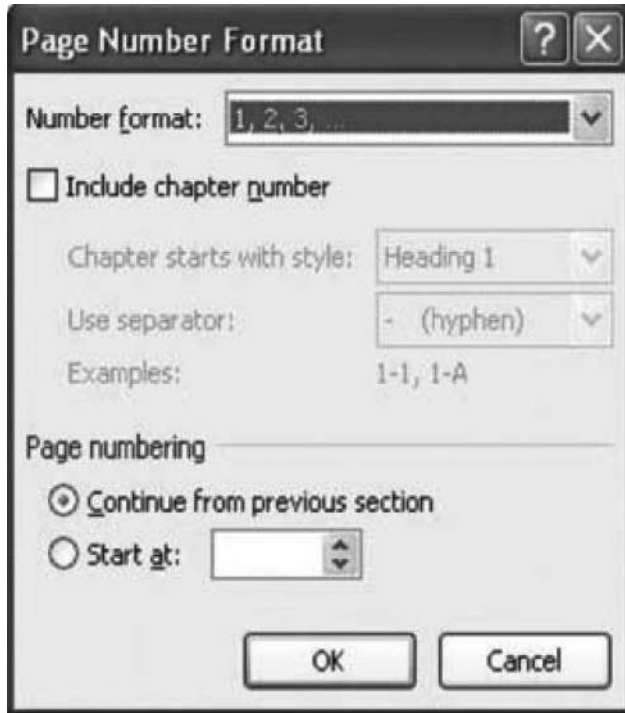 Page Number Format
Number format: 1, 2, 3, ...
Include chapter number
Chapter starts with style: Heading 1
Use separator: - (hyphen)
Examples: 1-1, 1-A
Page numbering
Continue from previous section
Start at:
OK Cancel